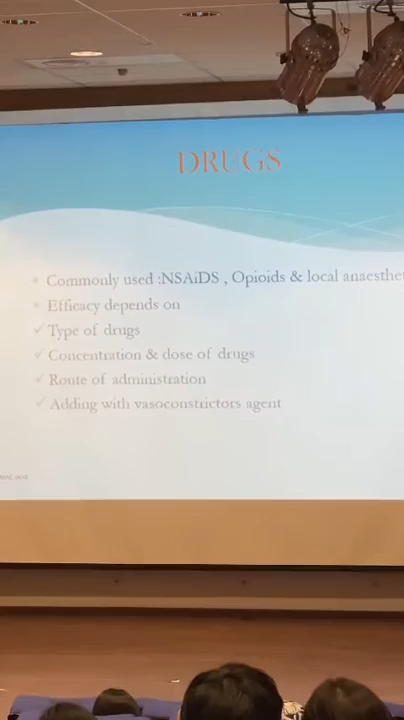 DRUGS
Commonly used :NSAiDS , Opioids & local anaesthet
Efficacy depends on
Type of drugs
Concentration & dose of drugs
Route of administration
Adding with vasoconstrictors agent